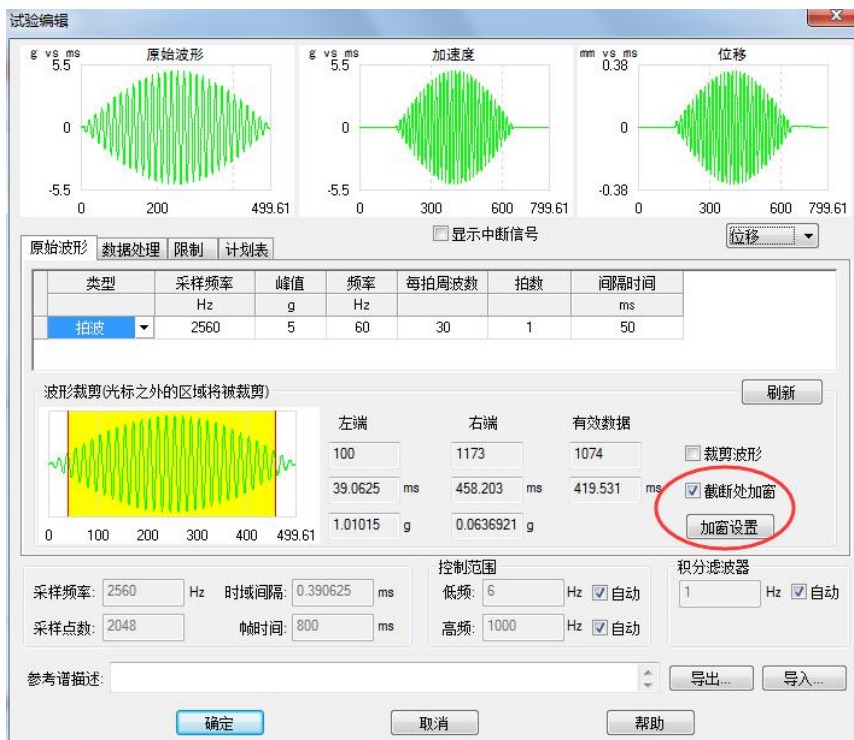 试验编辑
g vs ms 原始波形
5.5
0
-5.5
0 200 499.61
g vs ms 加速度
5.5
0
-5.5
0 300 600 799.61
mm vs ms 位移
0.38
0
-0.38
0 300 600 799.61
显示中断信号
位移
原始波形 数据处理 限制 计划表
类型 采样频率 峰值 频率 每拍周波数 拍数 间隔时间
Hz g Hz ms
拍波 2560 5 60 30 1 50
波形裁剪(光标之外的区域将被裁剪)
刷新
左端 右端 有效数据
100 1173 1074
裁剪波形
39.0625 ms 458.203 ms 419.531 ms
截断处加窗
1.01015 g 0.0636921 g
加窗设置
0 100 200 300 400 499.61
控制范围 积分滤波器
采样频率: 2560 Hz 时域间隔: 0.390625 ms 低频: 6 Hz 自动 1 Hz 自动
采样点数: 2048 帧时间: 800 ms 高频: 1000 Hz 自动
参考谱描述: 导出... 导入...
确定 取消 帮助